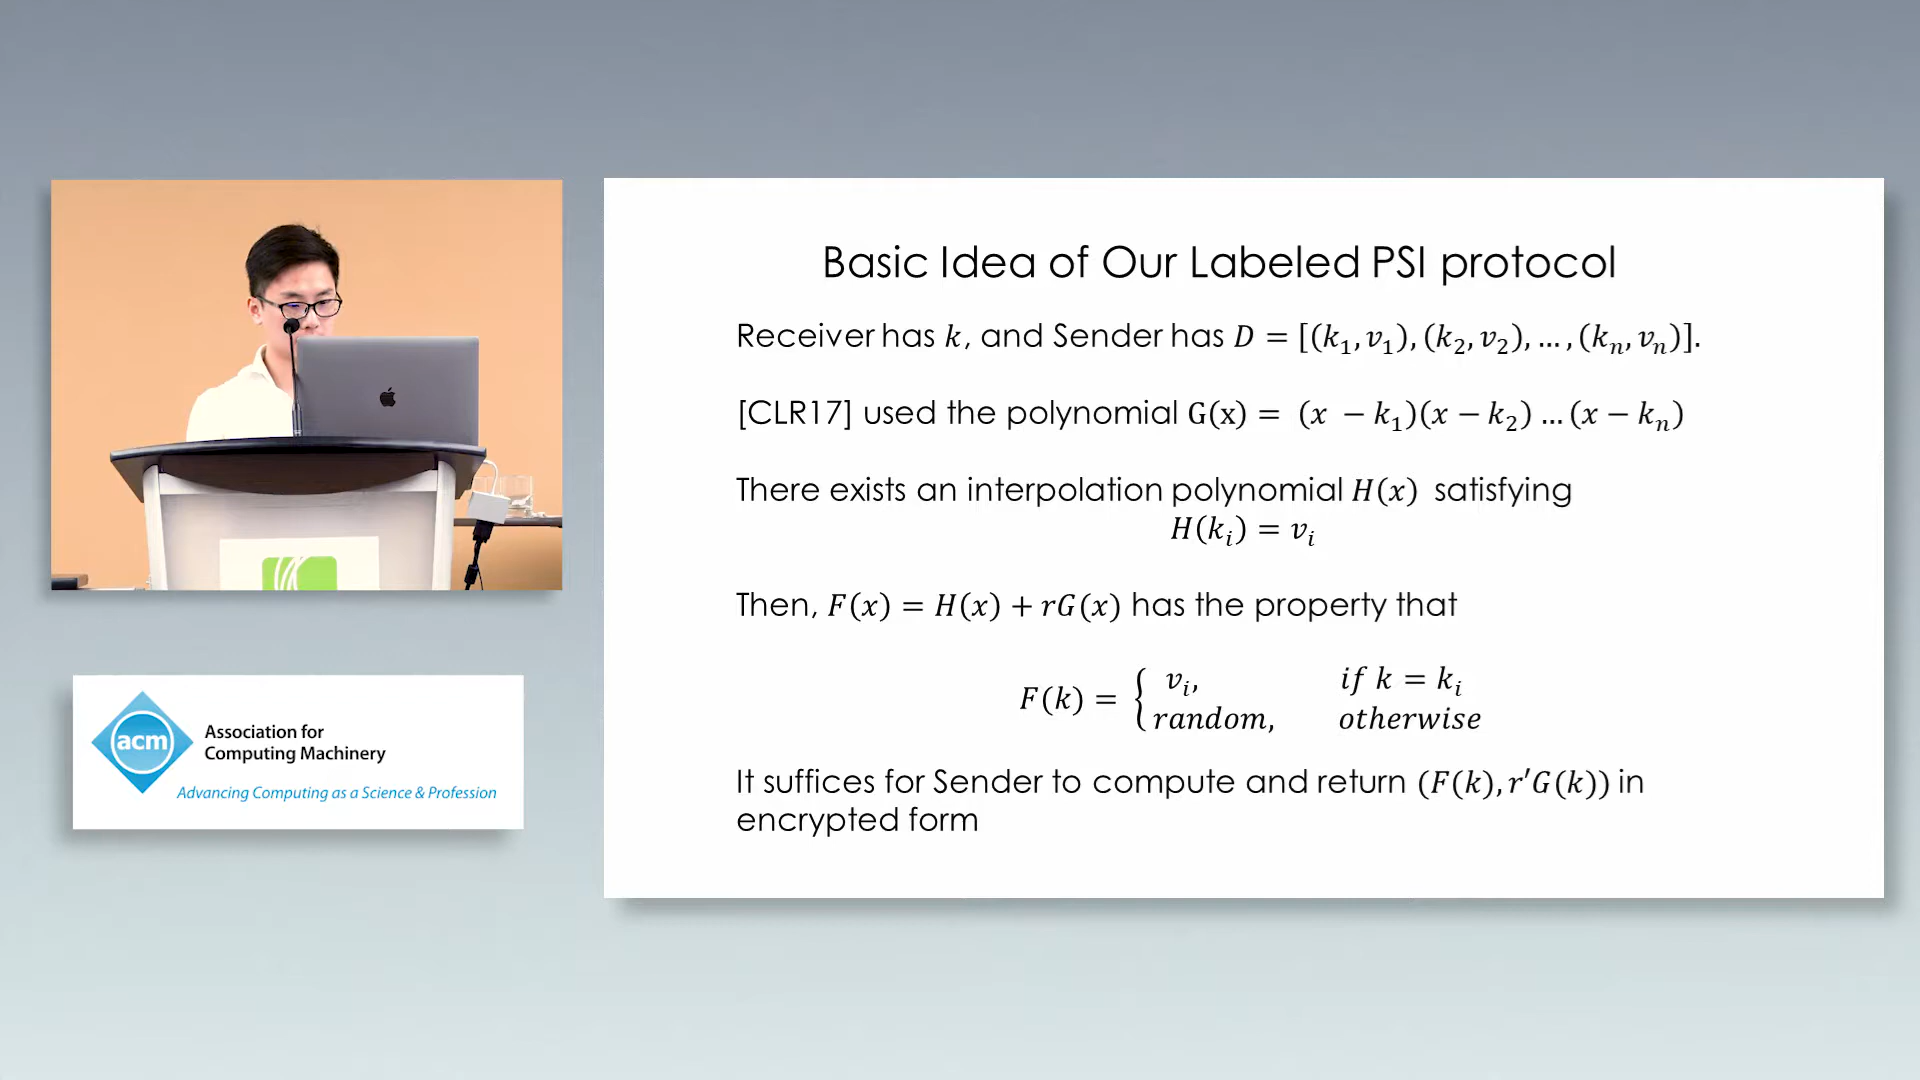 Basic Idea of Our Labeled PSI protocol
Receiver has k, and Sender has D = [(k₁, v₁), (k₂, v₂), … , (kₙ, vₙ)].
[CLR17] used the polynomial G(x) = (x − k₁)(x − k₂) … (x − kₙ)
There exists an interpolation polynomial H(x) satisfying
H(kᵢ) = vᵢ
Then, F(x) = H(x) + rG(x) has the property that
F(k) = { vᵢ, if k = kᵢ
random, otherwise
It suffices for Sender to compute and return (F(k), r′G(k)) in
encrypted form
acm
Association for
Computing Machinery
Advancing Computing as a Science & Profession